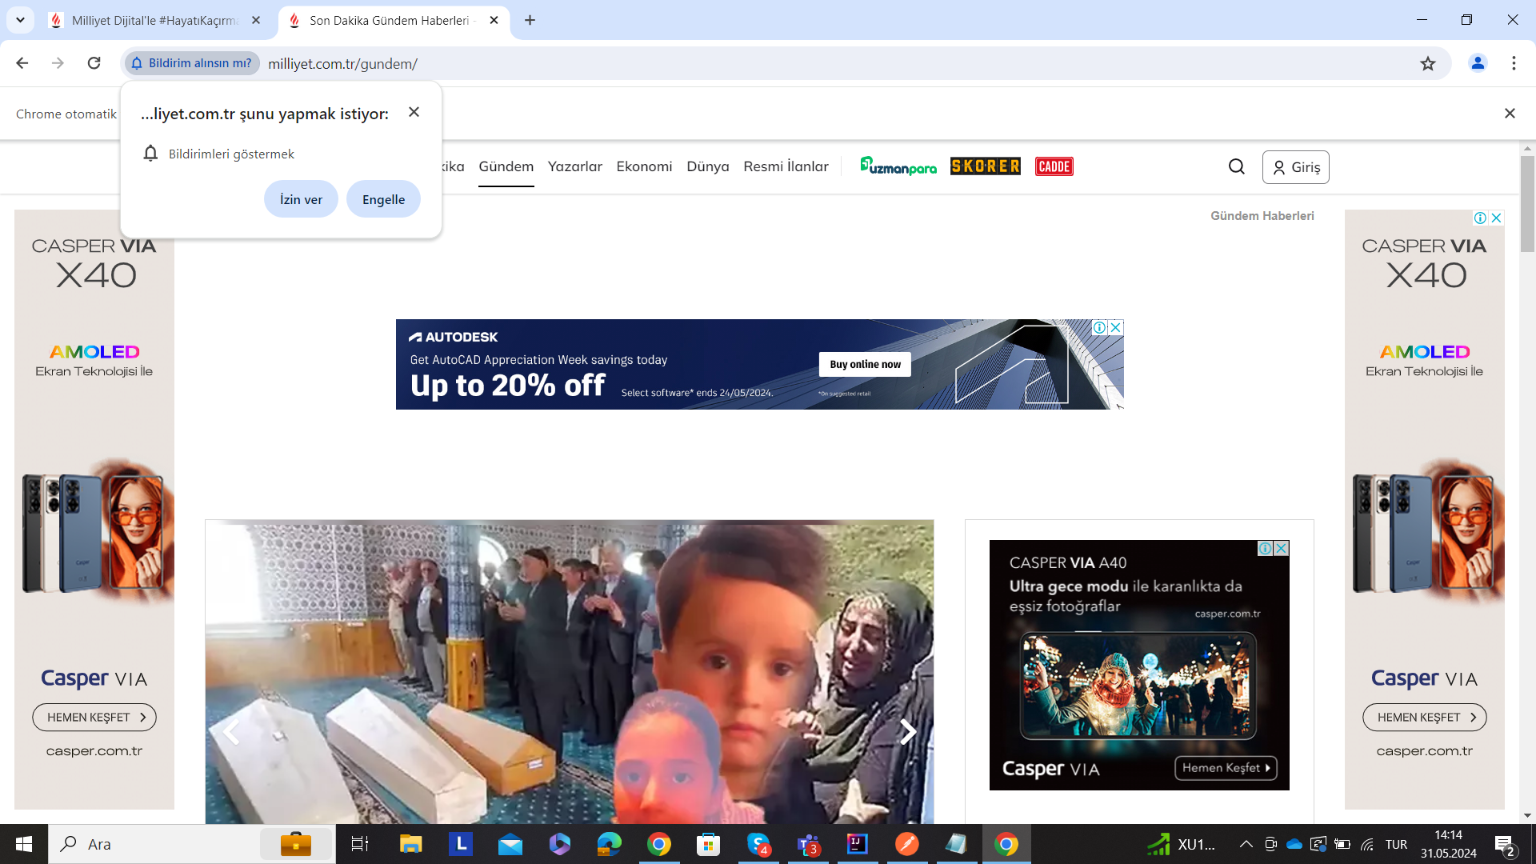 Milliyet Dijital'le #HayatıKaçırma
Son Dakika Gündem Haberleri
Bildirim alınsın mı?
milliyet.com.tr/gundem/
Chrome otomatik
...liyet.com.tr şunu yapmak istiyor:
Bildirimleri göstermek
İzin ver
Engelle
kika
Gündem
Yazarlar
Ekonomi
Dünya
Resmi İlanlar
uzmanpara
SKORER
CADDE
Giriş
Gündem Haberleri
CASPER VIA
X40
AMOLED
Ekran Teknolojisi İle
Casper VIA
HEMEN KEŞFET
casper.com.tr
AUTODESK
Get AutoCAD Appreciation Week savings today
Up to 20% off
Select software* ends 24/05/2024.
Buy online now
*On suggested retail
CASPER VIA A40
Ultra gece modu ile karanlıkta da
eşsiz fotoğraflar
casper.com.tr
Casper VIA
Hemen Keşfet
CASPER VIA
X40
AMOLED
Ekran Teknolojisi İle
Casper VIA
HEMEN KEŞFET
casper.com.tr
Ara
L
4
3
IJ
XU1...
TUR
14:14
31.05.2024
2